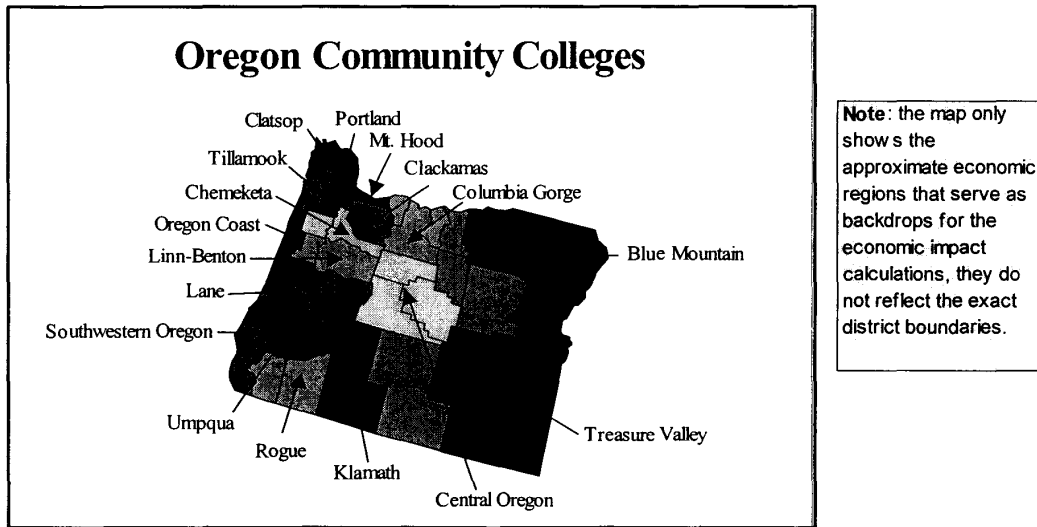 Oregon Community Colleges
Clatsop
Portland
Mt. Hood
Tillamook
Clackamas
Chemeketa
Columbia Gorge
Oregon Coast
Linn-Benton
Blue Mountain
Lane
Southwestern Oregon
Umpqua
Rogue
Klamath
Treasure Valley
Central Oregon
Note: the map only
shows the
approximate economic
regions that serve as
backdrops for the
economic impact
calculations, they do
not reflect the exact
district boundaries.